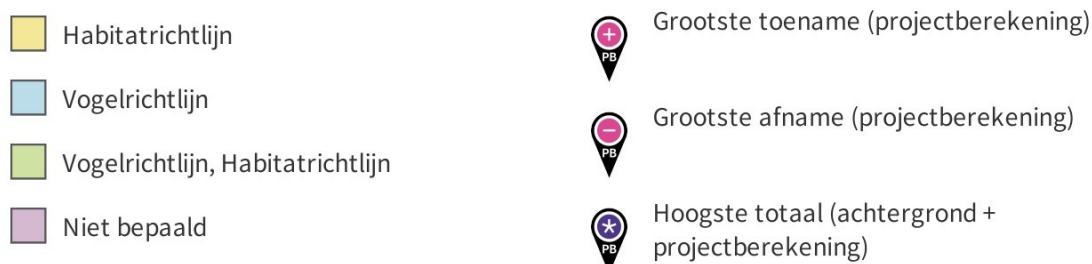 Habitatrichtlijn
Vogelrichtlijn
Vogelrichtlijn, Habitatrichtlijn
Niet bepaald
+
PB
Grootste toename (projectberekening)
−
PB
Grootste afname (projectberekening)
*
PB
Hoogste totaal (achtergrond +
projectberekening)